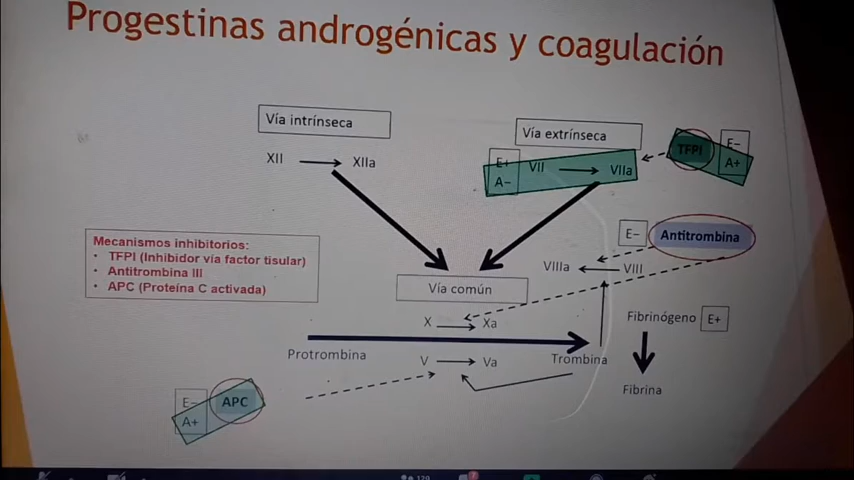 Progestinas androgénicas y coagulación
Vía intrínseca
XII XIIa
Vía extrínseca
E+
A−
VII VIIa
TFPI
E−
A+
Mecanismos inhibitorios:
• TFPI (Inhibidor vía factor tisular)
• Antitrombina III
• APC (Proteína C activada)
E−
Antitrombina
VIIIa VIII
Vía común
X Xa
Fibrinógeno
E+
Protrombina
V Va
Trombina
Fibrina
E−
A+
APC